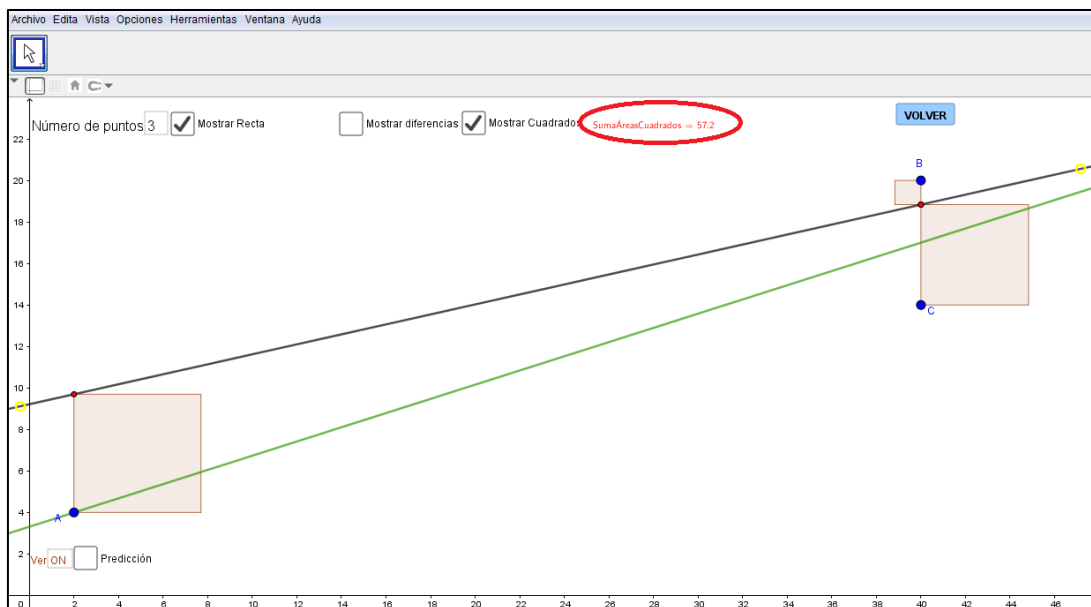 Archivo Edita Vista Opciones Herramientas Ventana Ayuda
Número de puntos 3 Mostrar Recta Mostrar diferencias Mostrar Cuadrado SumaÁreasCuadrados = 57.2 VOLVER
B
20
18
16
14
C
12
10
8
6
4
A
2
Ver ON Predicción
0 2 4 6 8 10 12 14 16 18 20 22 24 26 28 30 32 34 36 38 40 42 44 46